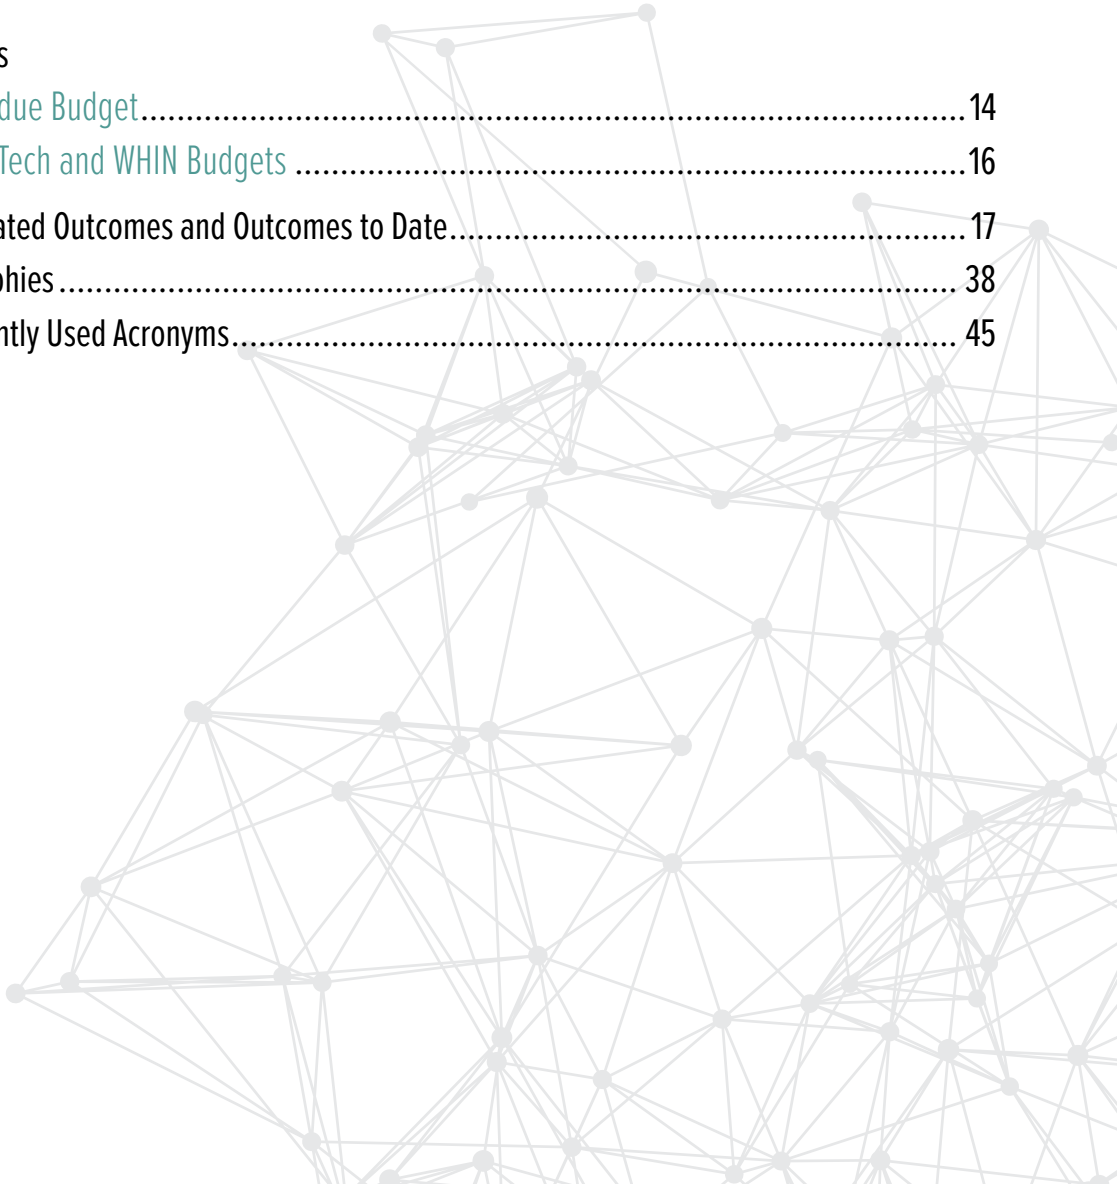 s
due Budget........................................................................................... 14
Tech and WHIN Budgets .......................................................................... 16
ated Outcomes and Outcomes to Date......................................................... 17
phies ................................................................................................... 38
ntly Used Acronyms................................................................................ 45